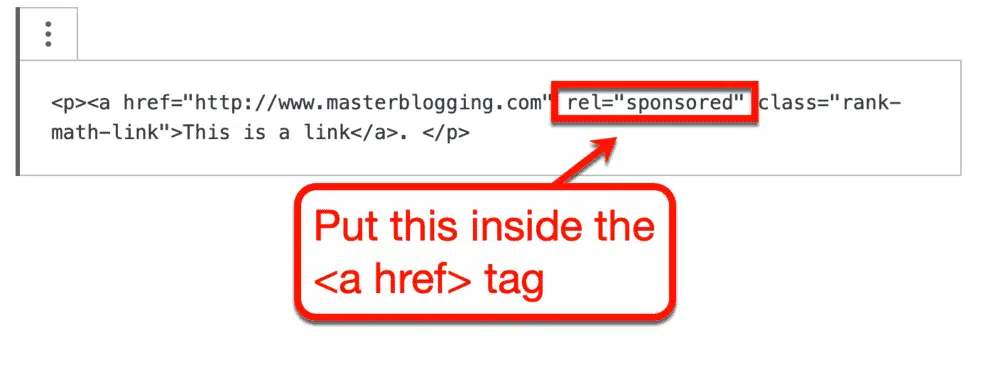 <p><a href="http://www.masterblogging.com" rel="sponsored" class="rank-
math-link">This is a link</a>. </p>
Put this inside the
<a href> tag